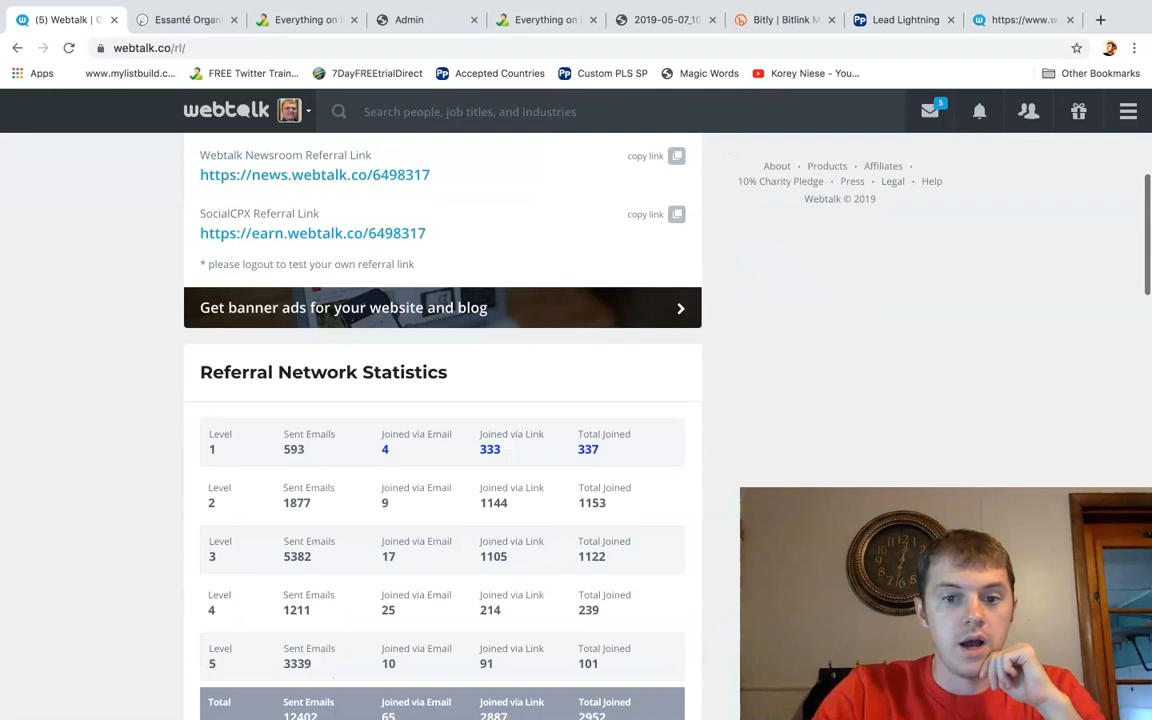 (5) Webtalk | C
Essanté Organi
Everything on I
Admin
Everything on I
2019-05-07_10
Bitly | Bitlink M
Lead Lightning
https://www.w
webtalk.co/rl/
Apps
www.mylistbuild.c...
FREE Twitter Train...
7DayFREEtrialDirect
Accepted Countries
Custom PLS SP
Magic Words
Korey Niese - You...
Other Bookmarks
webtalk
Search people, job titles, and industries
5
Webtalk Newsroom Referral Link
copy link
https://news.webtalk.co/6498317
SocialCPX Referral Link
copy link
https://earn.webtalk.co/6498317
* please logout to test your own referral link
Get banner ads for your website and blog
About · Products · Affiliates ·
10% Charity Pledge · Press · Legal · Help
Webtalk © 2019
Referral Network Statistics
Level Sent Emails Joined via Email Joined via Link Total Joined
1 593 4 333 337
Level Sent Emails Joined via Email Joined via Link Total Joined
2 1877 9 1144 1153
Level Sent Emails Joined via Email Joined via Link Total Joined
3 5382 17 1105 1122
Level Sent Emails Joined via Email Joined via Link Total Joined
4 1211 25 214 239
Level Sent Emails Joined via Email Joined via Link Total Joined
5 3339 10 91 101
Total Sent Emails Joined via Email Joined via Link Total Joined
12402 65 2887 2952